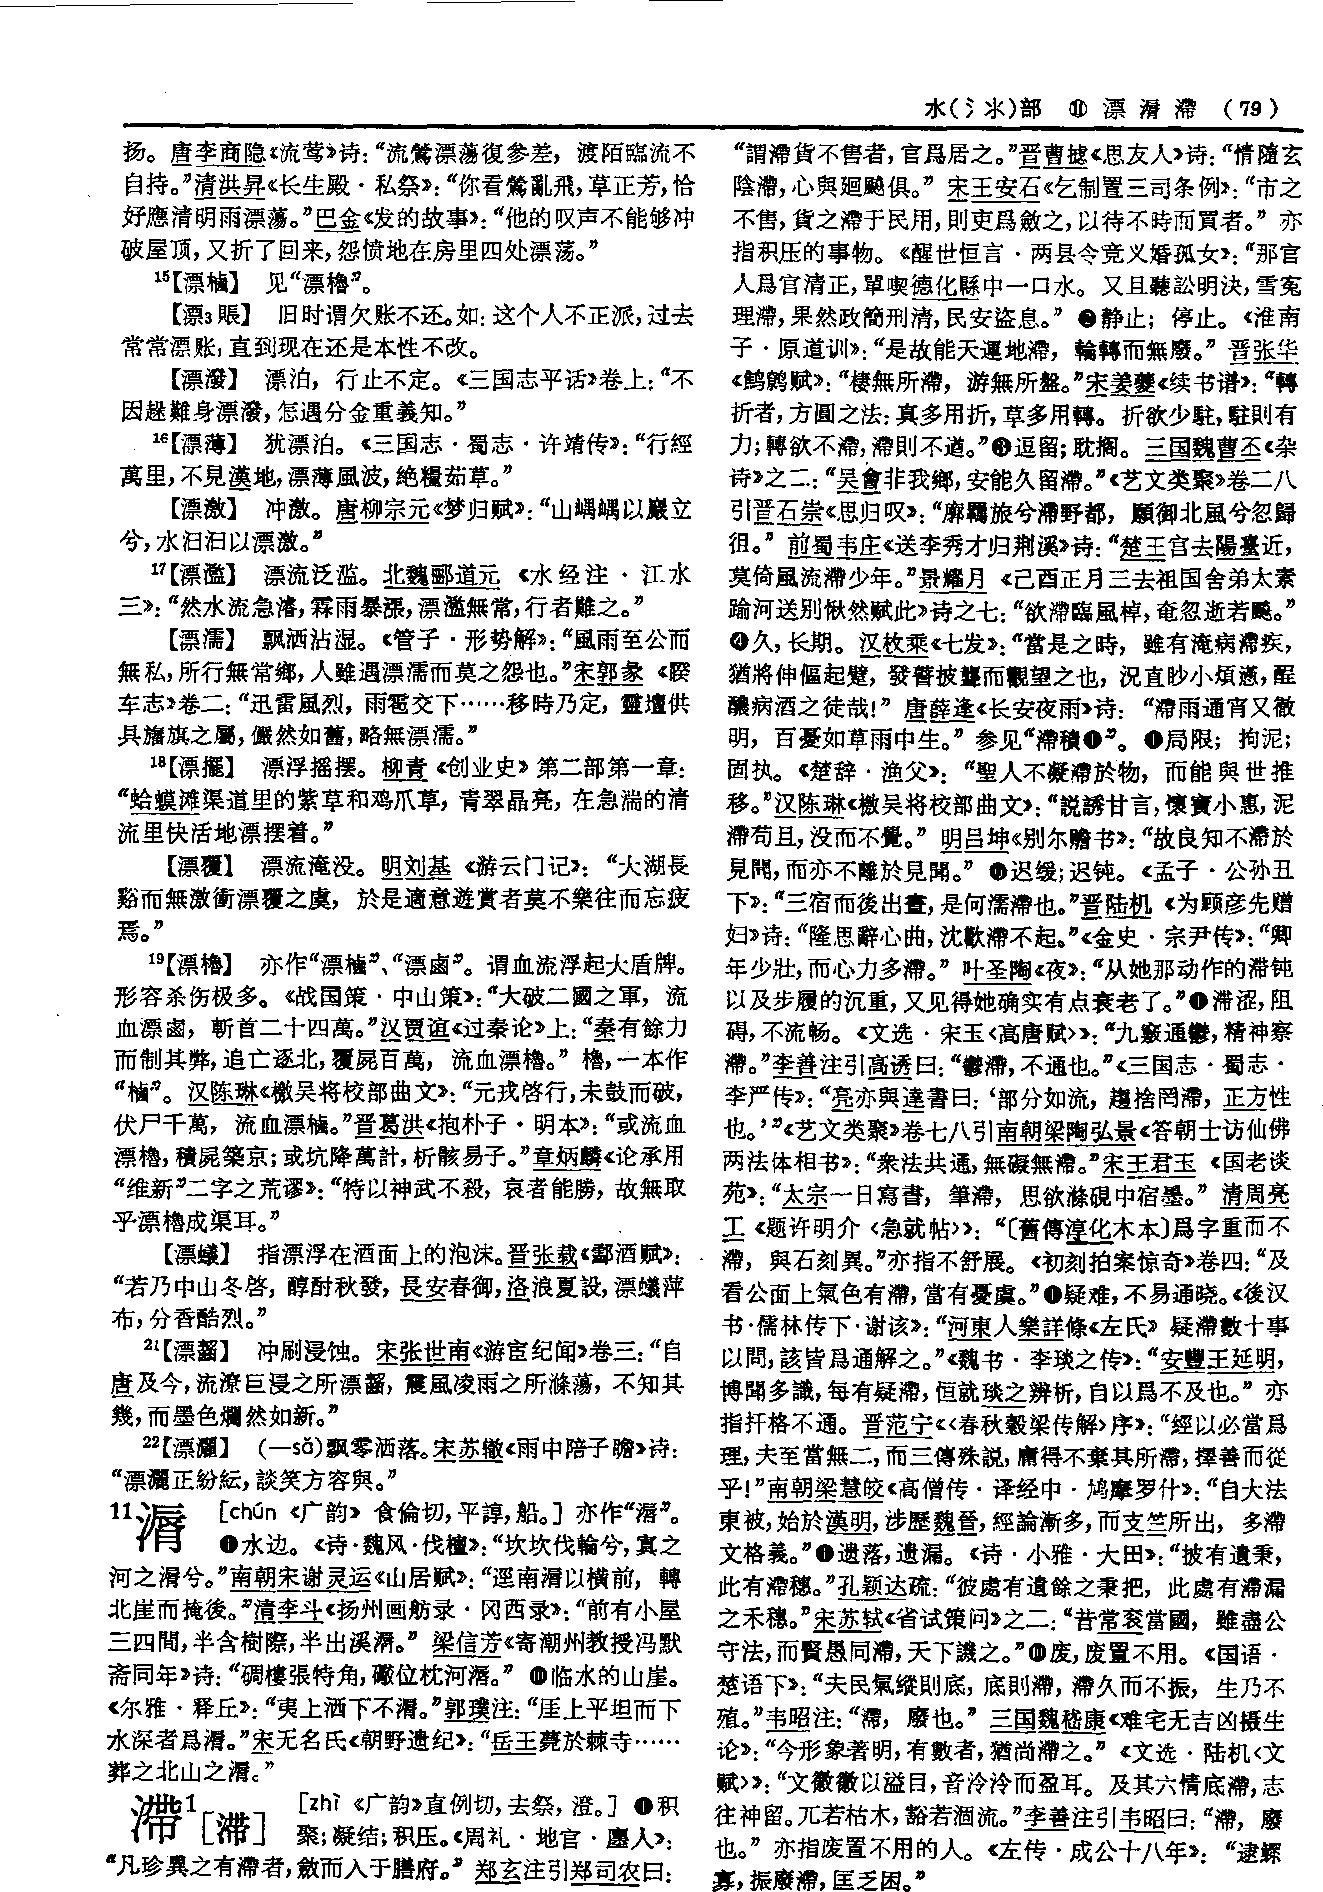 水(氵氺)部 ⑪ 漂漘滯 (79)
扬。唐李商隐《流莺》诗：“流鶯漂蕩復參差，渡陌臨流不
自持。”清洪昇《长生殿·私祭》：“你看鶯亂飛，草正芳，恰
好應清明雨漂蕩。”巴金《发的故事》：“他的叹声不能够冲
破屋顶，又折了回来，怨愤地在房里四处漂荡。”
15【漂樐】 见“漂櫓”。
【漂3賬】 旧时谓欠账不还。如：这个人不正派，过去
常常漂账，直到现在还是本性不改。
【漂潑】 漂泊，行止不定。《三国志平话》卷上：“不
因趂難身漂潑，怎遇分金重義知。”
16【漂薄】 犹漂泊。《三国志·蜀志·许靖传》：“行經
萬里，不見漢地，漂薄風波，絶糧茹草。”
【漂激】 冲激。唐柳宗元《梦归赋》：“山嵎嵎以巖立
兮，水汩汩以漂激。”
17【漂濫】 漂流泛滥。北魏郦道元《水经注·江水
三》：“然水流急濬，霖雨暴漲，漂濫無常，行者難之。”
【漂濡】 飘洒沾湿。《管子·形势解》：“風雨至公而
無私，所行無常鄉，人雖遇漂濡而莫之怨也。”宋郭彖《睽
车志》卷二：“迅雷風烈，雨雹交下……移時乃定，靈壇供
具旛旗之屬，儼然如舊，略無漂濡。”
18【漂擺】 漂浮摇摆。柳青《创业史》第二部第一章：
“蛤蟆滩渠道里的紫草和鸡爪草，青翠晶亮，在急湍的清
流里快活地漂摆着。”
【漂覆】 漂流淹没。明刘基《游云门记》：“大湖長
谿而無激衝漂覆之虞，於是適意遊賞者莫不樂往而忘疲
焉。”
19【漂櫓】 亦作“漂樐”、“漂鹵”。谓血流浮起大盾牌。
形容杀伤极多。《战国策·中山策》：“大破二國之軍，流
血漂鹵，斬首二十四萬。”汉贾谊《过秦论》上：“秦有餘力
而制其弊，追亡逐北，覆屍百萬，流血漂櫓。”櫓，一本作
“樐”。汉陈琳《檄吴将校部曲文》：“元戎啓行，未鼓而破，
伏尸千萬，流血漂樐。”晋葛洪《抱朴子·明本》：“或流血
漂櫓，積屍築京；或坑降萬計，析骸易子。”章炳麟《论承用
“维新”二字之荒谬》：“特以神武不殺，哀者能勝，故無取
乎漂櫓成渠耳。”
【漂蟻】 指漂浮在酒面上的泡沫。晋张载《酃酒赋》：
“若乃中山冬啓，醇酎秋發，長安春御，洛浪夏設，漂蟻萍
布，分香酷烈。”
21【漂齧】 冲刷浸蚀。宋张世南《游宦纪闻》卷三：“自
唐及今，流潦巨浸之所漂齧，震風凌雨之所滌蕩，不知其
幾，而墨色爛然如新。”
22【漂灑】 (一sǎ)飘零洒落。宋苏辙《雨中陪子瞻》诗：
“漂灑正紛紜，談笑方容與。”
11漘 [chún《广韵》食倫切，平諄，船。] 亦作“滣”。
❶水边。《诗·魏风·伐檀》：“坎坎伐輪兮，寘之
河之漘兮。”南朝宋谢灵运《山居赋》：“逕南漘以横前，轉
北崖而掩後。”清李斗《扬州画舫录·冈西录》：“前有小屋
三四間，半含樹際，半出溪漘。”梁信芳《寄潮州教授冯默
斋同年》诗：“碉樓張特角，礮位枕河滣。” ❷临水的山崖。
《尔雅·释丘》：“夷上洒下不漘。”郭璞注：“厓上平坦而下
水深者爲漘。”宋无名氏《朝野遗纪》：“岳王薨於棘寺……
葬之北山之漘。”
滯1[滞] [zhì《广韵》直例切，去祭，澄。] ❶积
聚；凝结；积压。《周礼·地官·廛人》：
“凡珍異之有滯者，斂而入于膳府。”郑玄注引郑司农曰：
“謂滯貨不售者，官爲居之。”晋曹摅《思友人》诗：“情隨玄
陰滯，心與迴飇俱。”宋王安石《乞制置三司条例》：“市之
不售，貨之滯于民用，則吏爲斂之，以待不時而買者。”亦
指积压的事物。《醒世恒言·两县令竞义婚孤女》：“那官
人爲官清正，單喫德化縣中一口水。又且聽訟明決，雪冤
理滯，果然政簡刑清，民安盜息。” ❷静止；停止。《淮南
子·原道训》：“是故能天運地滯，輪轉而無廢。”晋张华
《鹪鹩赋》：“棲無所滯，游無所盤。”宋姜夔《续书谱》：“轉
折者，方圓之法：真多用折，草多用轉。折欲少駐，駐則有
力；轉欲不滯，滯則不遒。”❸逗留；耽搁。三国魏曹丕《杂
诗》之二：“吴會非我鄉，安能久留滯。”《艺文类聚》卷二八
引晋石崇《思归叹》：“廓羈旅兮滯野都，願御北風兮忽歸
徂。”前蜀韦庄《送李秀才归荆溪》诗：“楚王宫去陽臺近，
莫倚風流滯少年。”景耀月《己酉正月三去祖国舍弟太素
踰河送别愀然赋此》诗之七：“欲滯臨風棹，奄忽逝若飈。”
❹久，长期。汉枚乘《七发》：“當是之時，雖有淹病滯疾，
猶將伸傴起躄，發瞽披聾而觀望之也，況直眇小煩懣，酲
醲病酒之徒哉！”唐薛逢《长安夜雨》诗：“滯雨通宵又徹
明，百憂如草雨中生。”参见“滯積❶”。❺局限；拘泥；
固执。《楚辞·渔父》：“聖人不凝滯於物，而能與世推
移。”汉陈琳《檄吴将校部曲文》：“説誘甘言，懷寶小惠，泥
滯苟且，没而不覺。”明吕坤《别尔瞻书》：“故良知不滯於
見聞，而亦不離於見聞。” ❻迟缓；迟钝。《孟子·公孙丑
下》：“三宿而後出晝，是何濡滯也。”晋陆机《为顾彦先赠
妇》诗：“隆思辭心曲，沈歡滯不起。”《金史·宗尹传》：“卿
年少壯，而心力多滯。”叶圣陶《夜》：“从她那动作的滞钝
以及步履的沉重，又见得她确实有点衰老了。”❼滞涩，阻
碍，不流畅。《文选·宋玉〈高唐赋〉》：“九竅通鬱，精神察
滯。”李善注引高诱曰：“鬱滯，不通也。”《三国志·蜀志·
李严传》：“亮亦與達書曰：‘部分如流，趨捨罔滯，正方性
也。’”《艺文类聚》卷七八引南朝梁陶弘景《答朝士访仙佛
两法体相书》：“衆法共通，無礙無滯。”宋王君玉《国老谈
苑》：“太宗一日寫書，筆滯，思欲滌硯中宿墨。”清周亮
工《题许明介〈急就帖〉》：“〔舊傳淳化木本〕爲字重而不
滯，與石刻異。”亦指不舒展。《初刻拍案惊奇》卷四：“及
看公面上氣色有滯，當有憂虞。”❽疑难，不易通晓。《後汉
书·儒林传下·谢该》：“河東人樂詳條《左氏》疑滯數十事
以問，該皆爲通解之。”《魏书·李琰之传》：“安豐王延明，
博聞多識，每有疑滯，恒就琰之辨析，自以爲不及也。”亦
指扞格不通。晋范宁《〈春秋穀梁传解〉序》：“經以必當爲
理，夫至當無二，而三傳殊説，庸得不棄其所滯，擇善而從
乎！”南朝梁慧皎《高僧传·译经中·鸠摩罗什》：“自大法
東被，始於漢明，涉歷魏晉，經論漸多，而支竺所出，多滯
文格義。”❾遗落，遗漏。《诗·小雅·大田》：“彼有遺秉，
此有滯穗。”孔颖达疏：“彼處有遺餘之秉把，此處有滯漏
之禾穗。”宋苏轼《省试策问》之二：“昔常衮當國，雖盡公
守法，而賢愚同滯，天下譏之。”❿废，废置不用。《国语·
楚语下》：“夫民氣縱則底，底則滯，滯久而不振，生乃不
殖。”韦昭注：“滯，廢也。”三国魏嵇康《难宅无吉凶摄生
论》：“今形象著明，有數者，猶尚滯之。”《文选·陆机〈文
赋〉》：“文徽徽以溢目，音泠泠而盈耳。及其六情底滯，志
往神留。兀若枯木，豁若涸流。”李善注引韦昭曰：“滯，廢
也。”亦指废置不用的人。《左传·成公十八年》：“逮鰥
寡，振廢滯，匡乏困。”